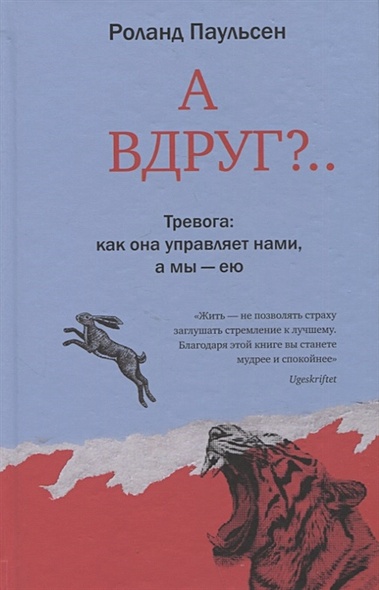 Роланд Паульсен
А
ВДРУГ?..
Тревога:
как она управляет нами,
а мы — ею
«Жить — не позволять страху
заглушать стремление к лучшему.
Благодаря этой книге вы станете
мудрее и спокойнее»
Ugeskriftet